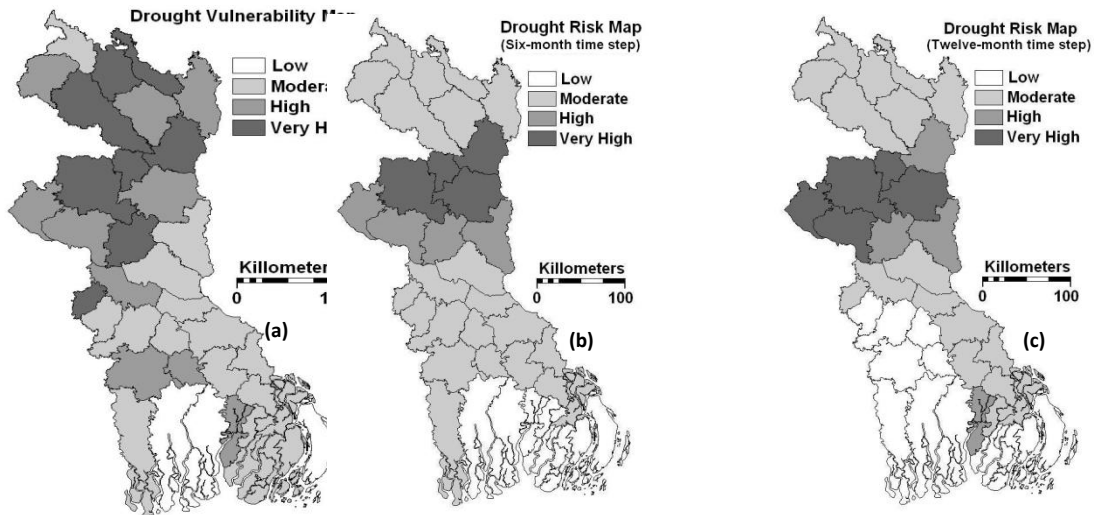 Drought Vulnerability Ma
Low
Modera
High
Very H
Killometers
0 1
(a)
Drought Risk Map
(Six-month time step)
Low
Moderate
High
Very High
Killometers
0 100
(b)
Drought Risk Map
(Twelve-month time step)
Low
Moderate
High
Very High
Killometers
0 100
(c)